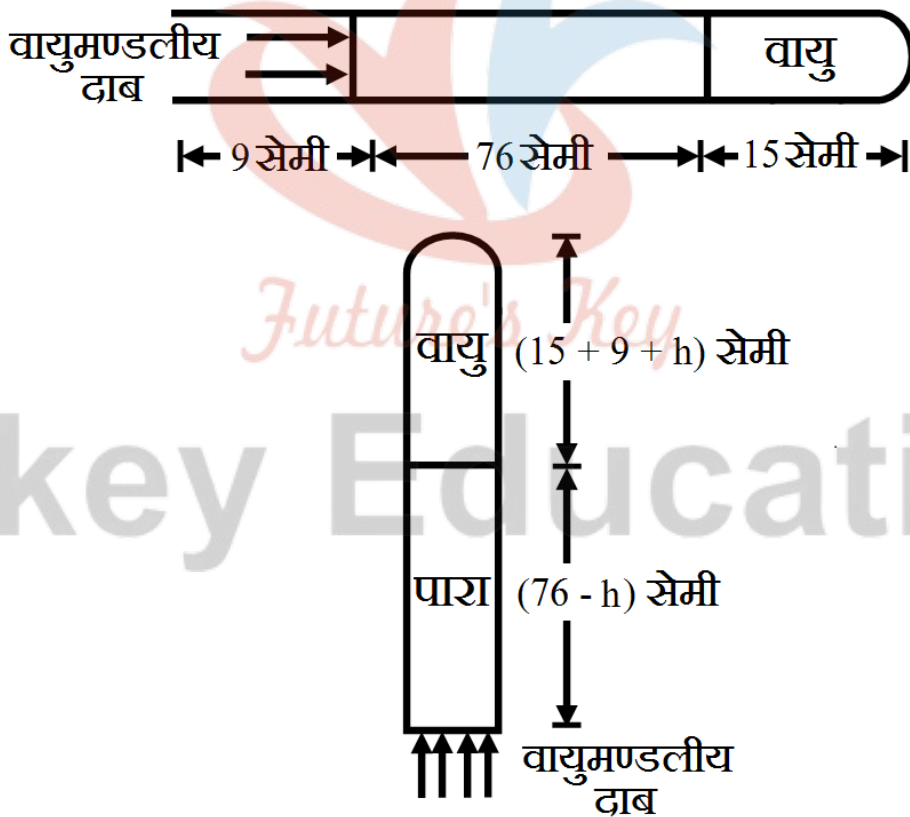 वायुमण्डलीय
दाब
वायु
9 सेमी
76 सेमी
15 सेमी
Future's Key
वायु
(15 + 9 + h) सेमी
key Educati
पारा
(76 - h) सेमी
वायुमण्डलीय
दाब